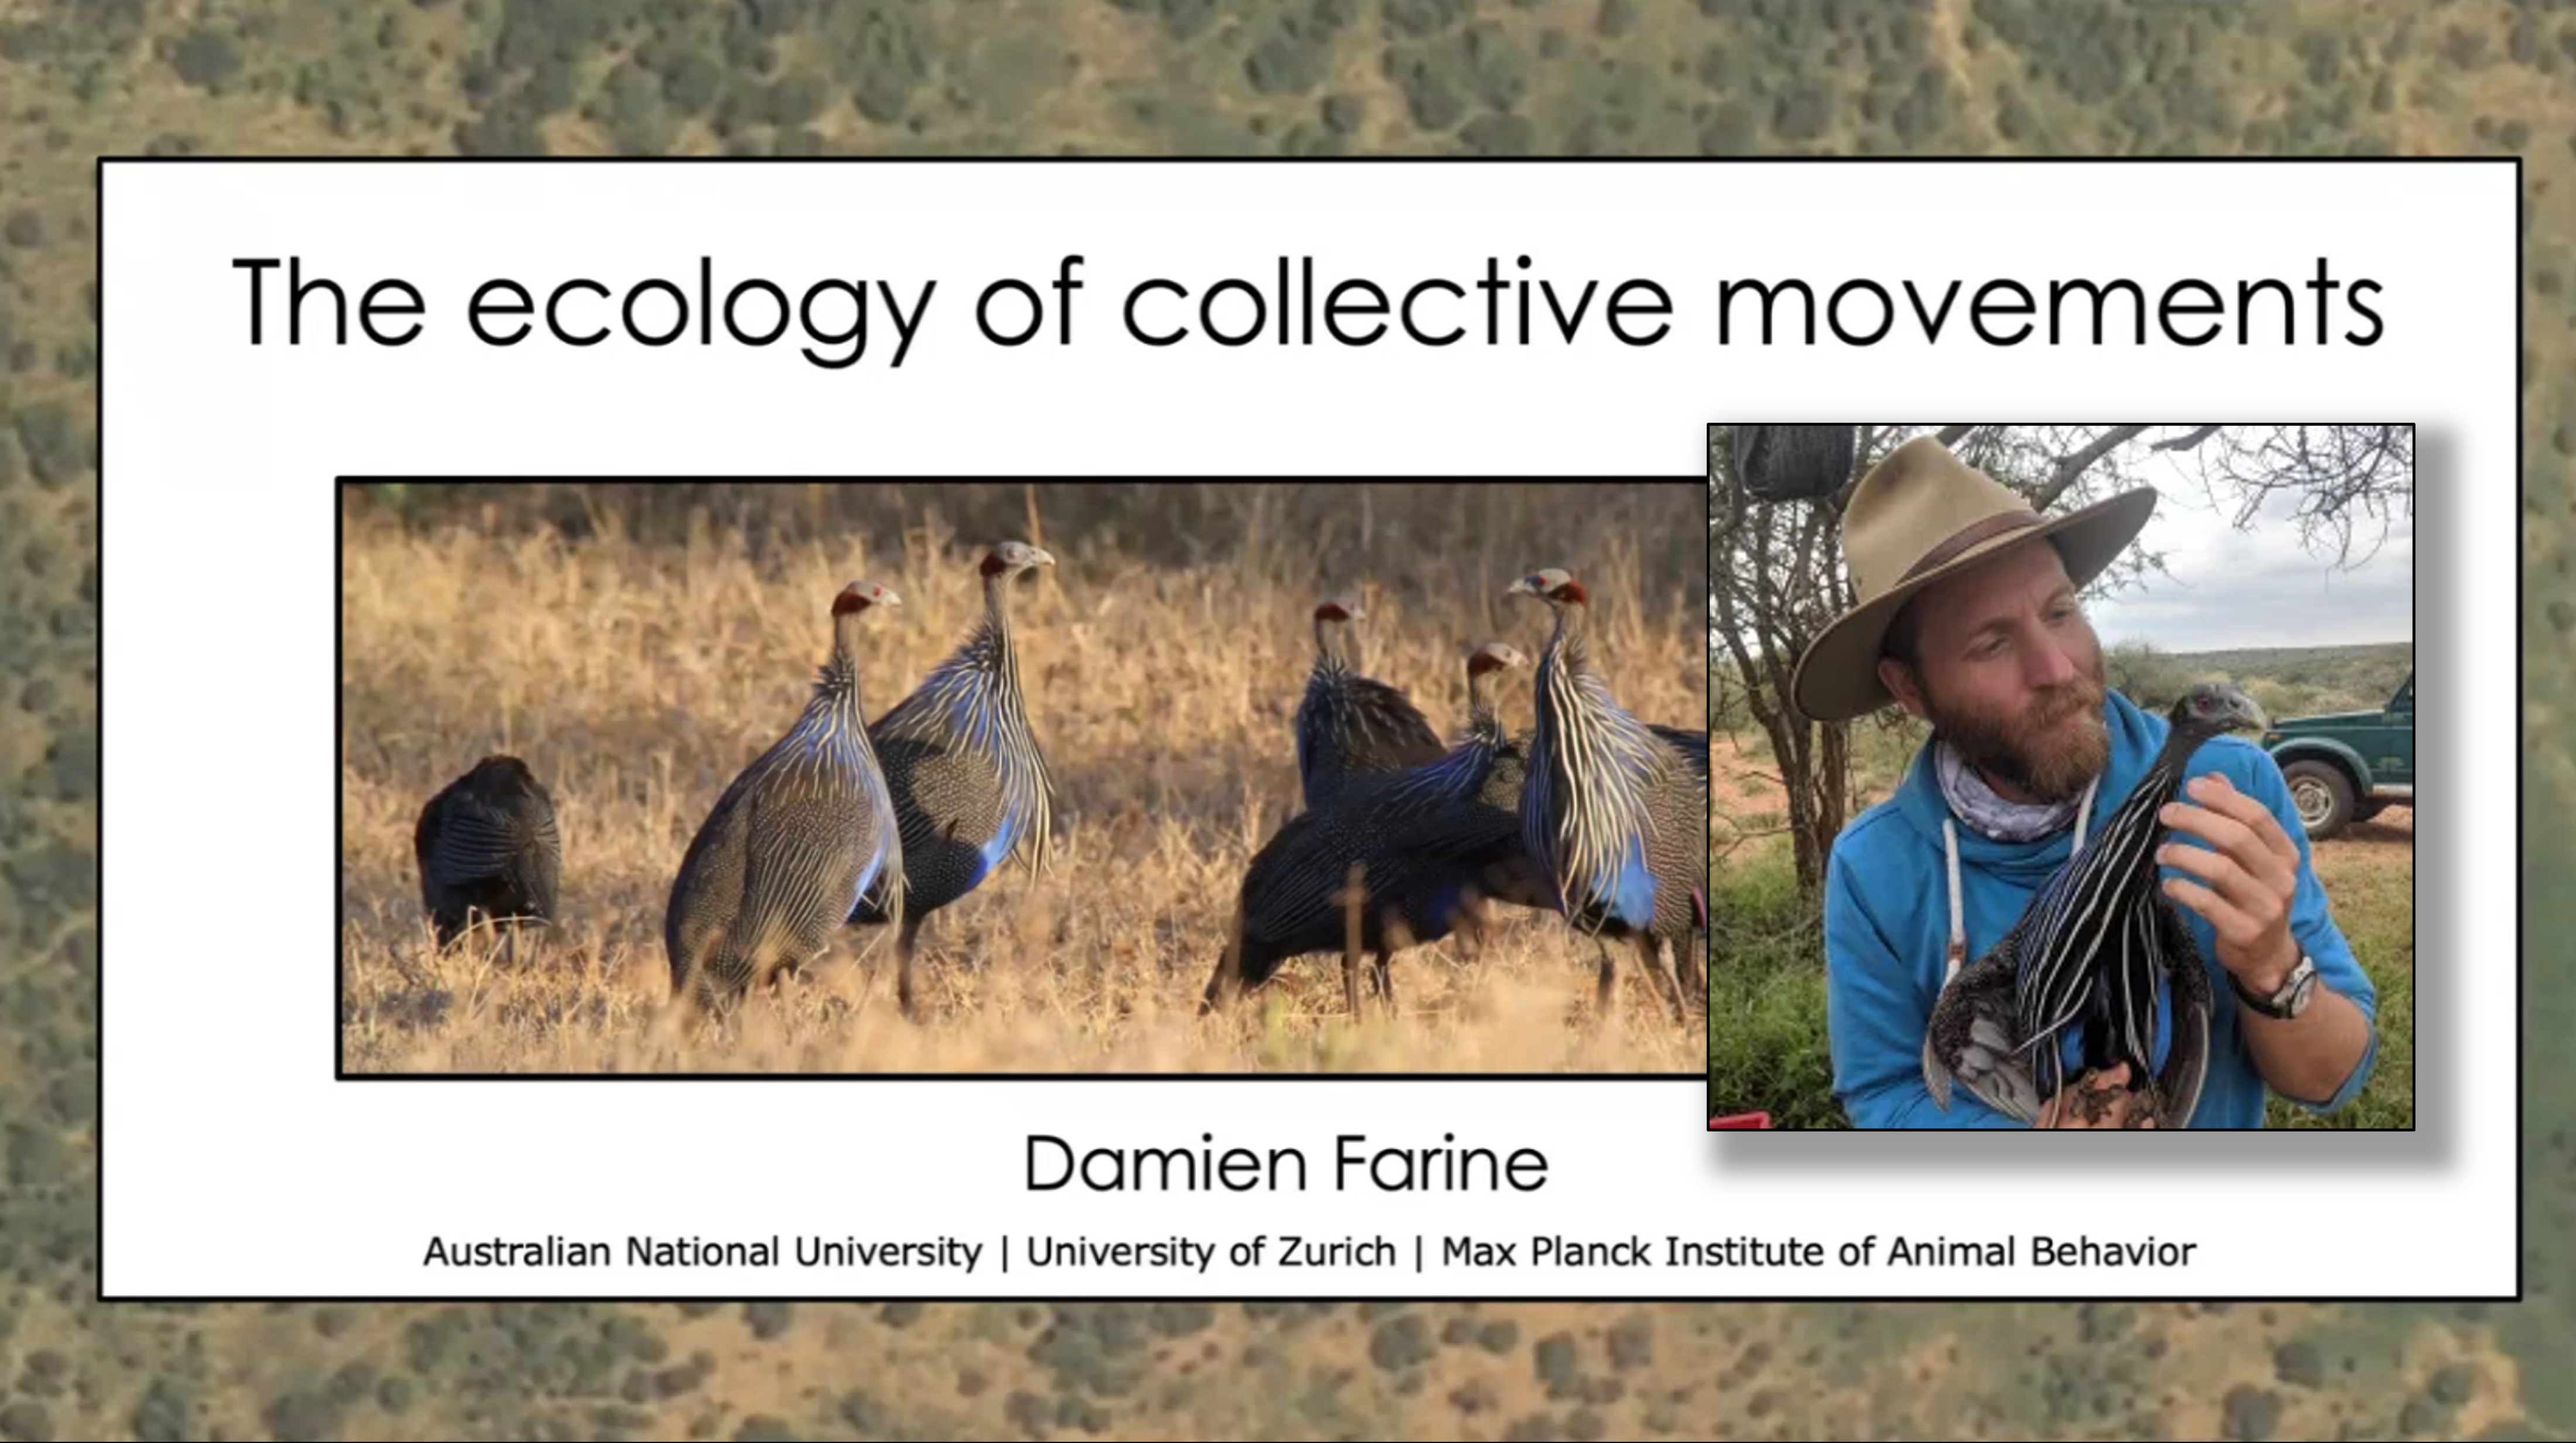 The ecology of collective movements
Damien Farine
Australian National University | University of Zurich | Max Planck Institute of Animal Behavior